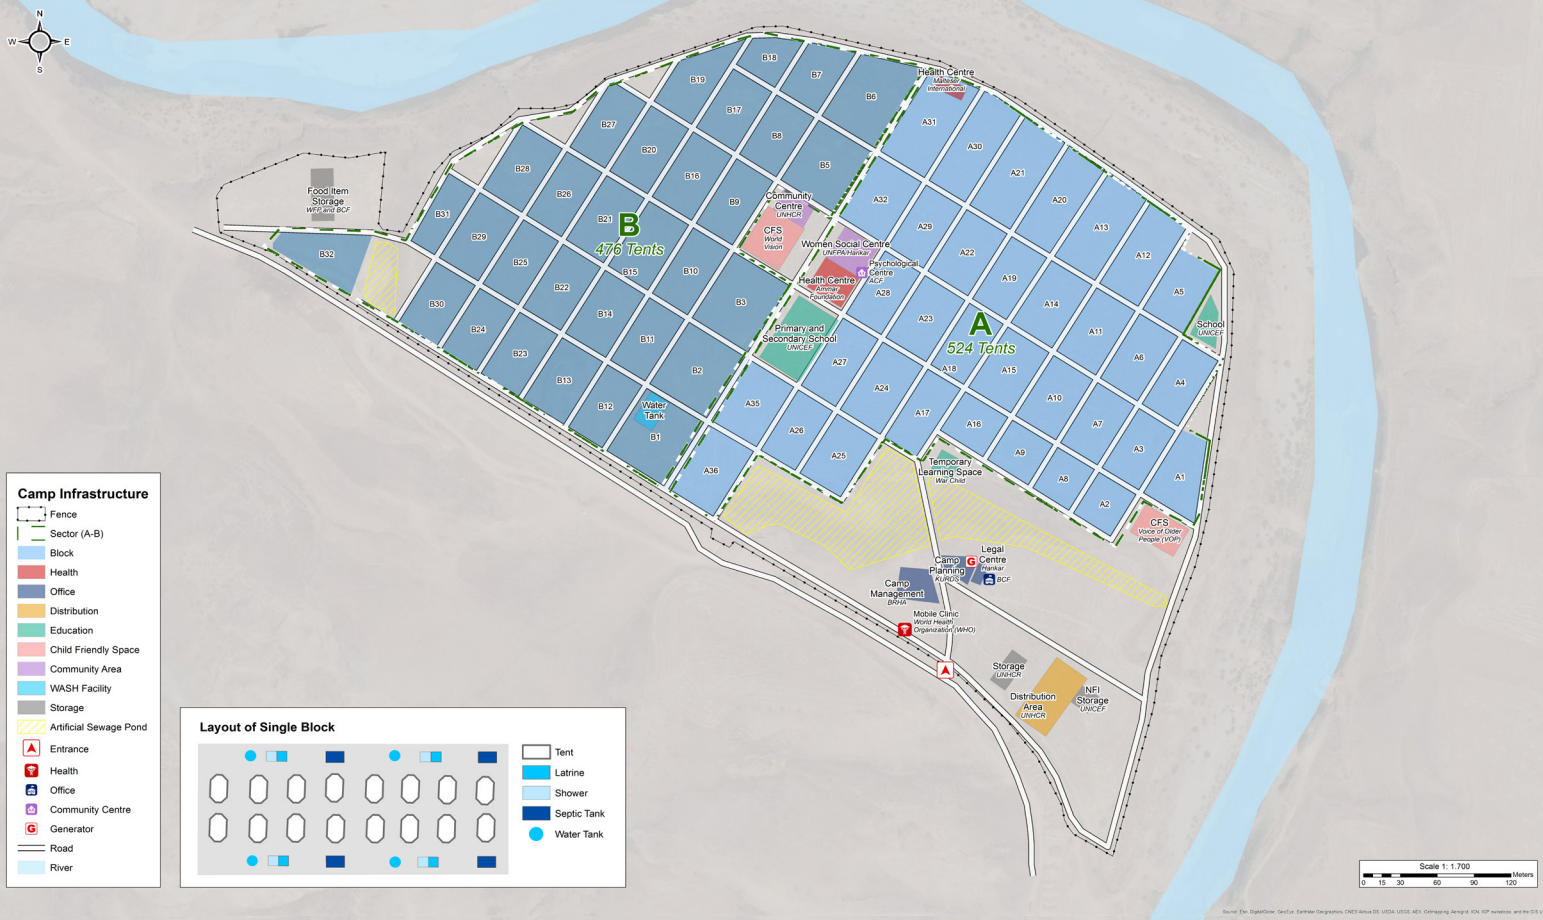 N
W
E
S
B18
B19
B7
Health Centre
Malteser
International
B6
B17
B27
A31
B8
A30
B20
B5
B28
A21
B16
Food Item
Storage
WFP and BCF
B26
Community
Centre
UNHCR
A32
A20
B9
B31
B21
B
476 Tents
CFS
World
Vision
A29
A13
B29
Women Social Centre
UNFPA/Harikar
B32
A22
A12
B25
Psychological
Centre
ACF
B15
B10
Health Centre
Ammar
Foundation
A19
B22
A28
A5
B30
B3
A14
B14
A23
A
524 Tents
School
UNICEF
B24
Primary and
Secondary School
UNICEF
A11
B11
B23
A6
A27
A18
A15
B2
B13
A4
A24
A10
B12
Water
Tank
A35
A17
A16
A7
A26
B1
A3
A9
A25
Temporary
Learning Space
War Child
A36
A8
A1
A2
CFS
Voice of Older
People (VOP)
Legal
Centre
Harikar
Camp
Planning
KURDS
G
BCF
Camp
Management
BRHA
Mobile Clinic
World Health
Organization (WHO)
Storage
UNHCR
Distribution
Area
UNHCR
NFI
Storage
UNICEF
Camp Infrastructure
Fence
Sector (A-B)
Block
Health
Office
Distribution
Education
Child Friendly Space
Community Area
WASH Facility
Storage
Artificial Sewage Pond
Entrance
Health
Office
Community Centre
G
Generator
Road
River
Layout of Single Block
Tent
Latrine
Shower
Septic Tank
Water Tank
Scale 1: 1.700
Meters
0 15 30 60 90 120